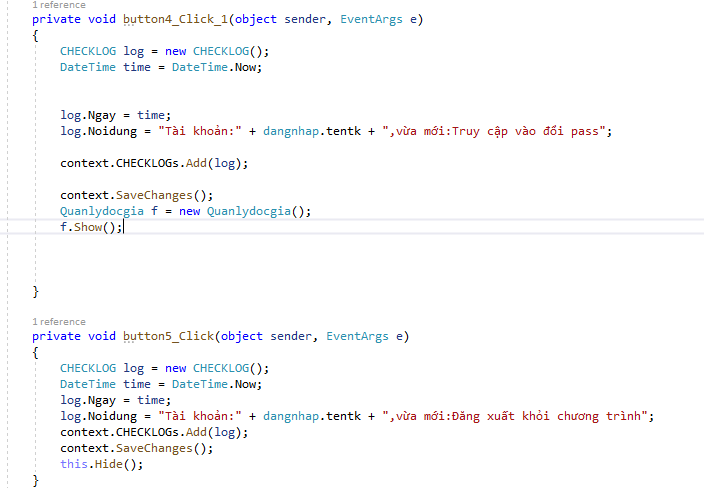 1 reference
private void button4_Click_1(object sender, EventArgs e)
{
CHECKLOG log = new CHECKLOG();
DateTime time = DateTime.Now;
log.Ngay = time;
log.Noidung = "Tài khoản:" + dangnhap.tentk + ",vừa mới:Truy cập vào đổi pass";
context.CHECKLOGs.Add(log);
context.SaveChanges();
Quanlydocgia f = new Quanlydocgia();
f.Show();
}
1 reference
private void button5_Click(object sender, EventArgs e)
{
CHECKLOG log = new CHECKLOG();
DateTime time = DateTime.Now;
log.Ngay = time;
log.Noidung = "Tài khoản:" + dangnhap.tentk + ",vừa mới:Đăng xuất khỏi chương trình";
context.CHECKLOGs.Add(log);
context.SaveChanges();
this.Hide();
}